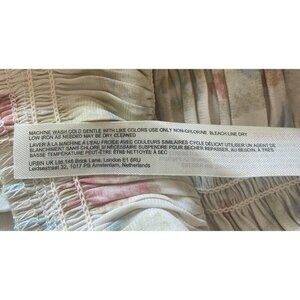 MACHINE WASH COLD GENTLE WITH LIKE COLORS USE ONLY NON-CHLORINE. BLEACH LINE DRY
LOW IRON AS NEEDED MAY BE DRY CLEANED
LAVER À LA MACHINE À L'EAU FROIDE AVEC COULEURS SIMILAIRES CYCLE DÉLICAT UTILISER UN AGENT DE
BLANCHIMENT SANS CHLORE SI NÉCESSAIRE SUSPENDRE POUR SÉCHER REPASSER, AU BESOIN, À TRÈS
BASSE TEMPÉRATURE PEUT-ÊTRE ÊTRE NETTOYÉ À SEC
URBN UK Ltd, 146 Brick Lane, London E1 6RU
Leidsestraat 32, 1017 PB Amsterdam, Netherlands